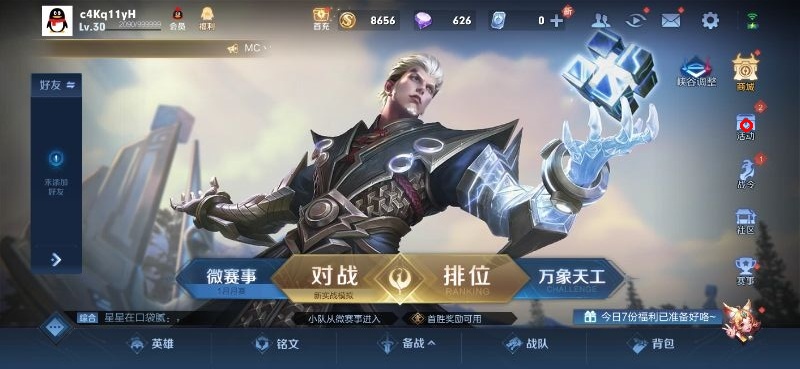 c4Kq11yH
Lv.30
2090/999999
会员
福利
首充
8656
626
0
新
MC
好友
未添加
好友
峡谷调整
商城
2
活动
1
战令
社区
赛事
微赛事
对战
新实战模拟
排位
RANKING
万象天工
CHALLENGE
综合 星星在口袋腻：，
小队从微赛事进入
首胜奖励可用
今日7份福利已准备好咯~
英雄
铭文
备战
战队
背包